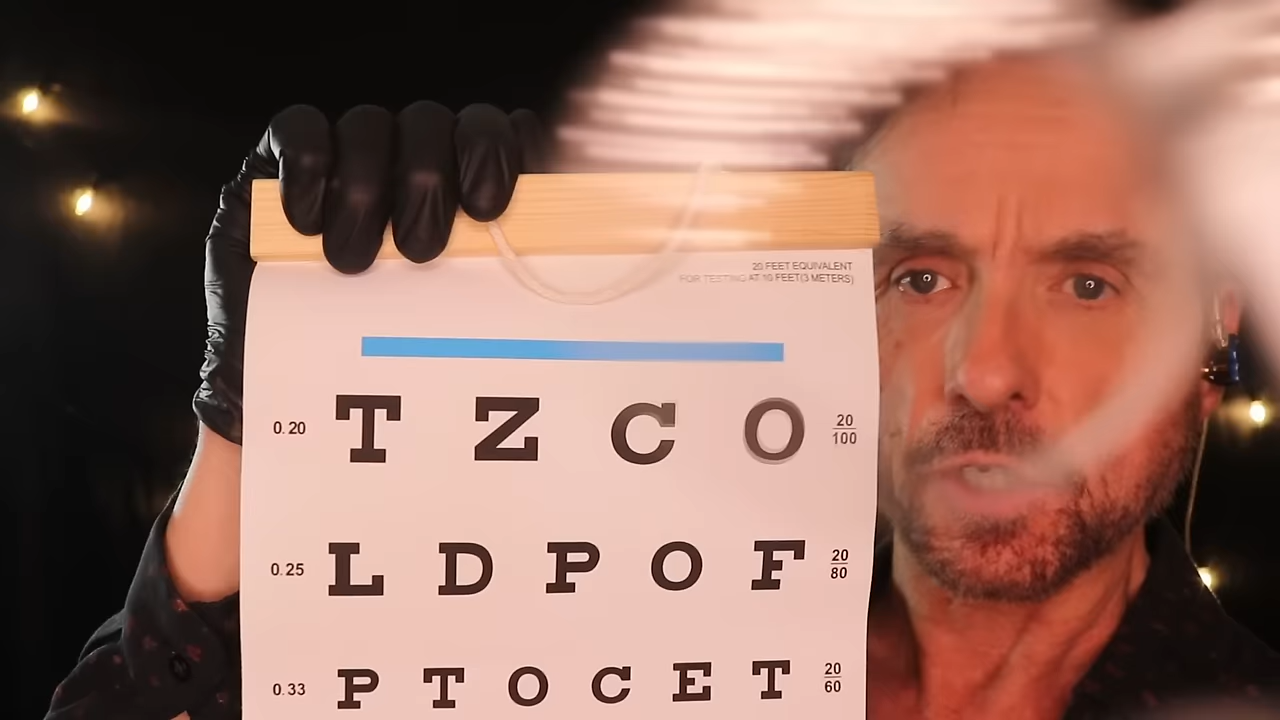 20 FEET EQUIVALENT
FOR TESTING AT 10 FEET(3 METERS)
0.20 T Z C O 20/100
0.25 L D P O F 20/80
0.33 P T O C E T 20/60